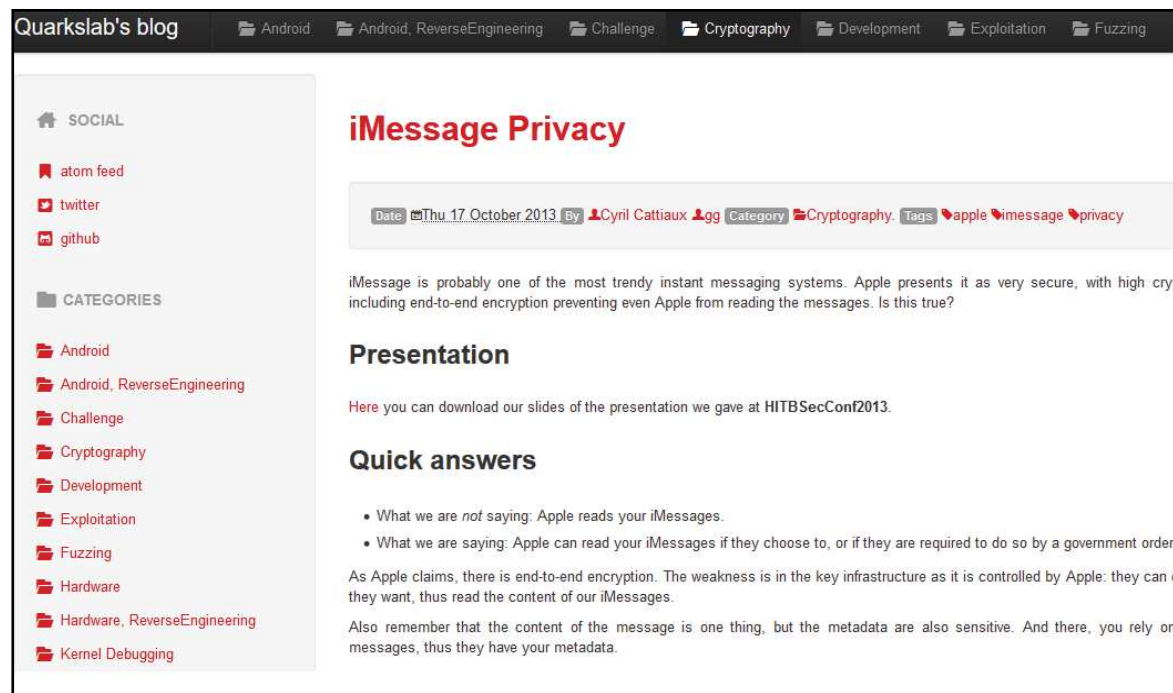 Quarkslab's blog
Android
Android, ReverseEngineering
Challenge
Cryptography
Development
Exploitation
Fuzzing
SOCIAL
atom feed
twitter
github
CATEGORIES
Android
Android, ReverseEngineering
Challenge
Cryptography
Development
Exploitation
Fuzzing
Hardware
Hardware, ReverseEngineering
Kernel Debugging
iMessage Privacy
Date Thu 17 October 2013 By Cyril Cattiaux gg Category Cryptography. Tags apple imessage privacy
iMessage is probably one of the most trendy instant messaging systems. Apple presents it as very secure, with high cry
including end-to-end encryption preventing even Apple from reading the messages. Is this true?
Presentation
Here you can download our slides of the presentation we gave at HITBSecConf2013.
Quick answers
• What we are not saying: Apple reads your iMessages.
• What we are saying: Apple can read your iMessages if they choose to, or if they are required to do so by a government order
As Apple claims, there is end-to-end encryption. The weakness is in the key infrastructure as it is controlled by Apple: they can
they want, thus read the content of our iMessages.
Also remember that the content of the message is one thing, but the metadata are also sensitive. And there, you rely
messages, thus they have your metadata.